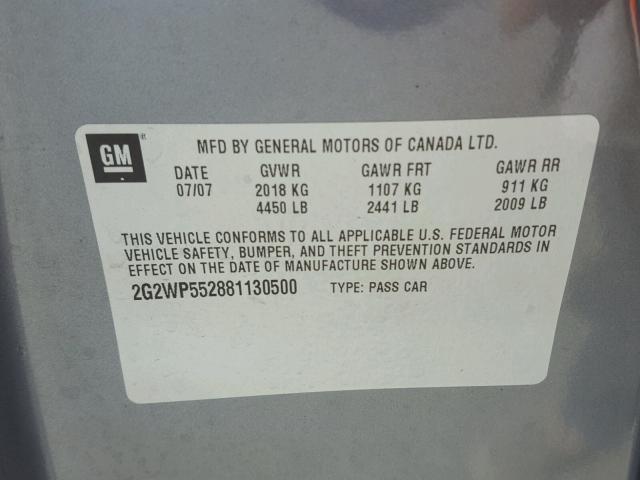 GM
MFD BY GENERAL MOTORS OF CANADA LTD.
DATE GVWR GAWR FRT GAWR RR
07/07 2018 KG 1107 KG 911 KG
4450 LB 2441 LB 2009 LB
THIS VEHICLE CONFORMS TO ALL APPLICABLE U.S. FEDERAL MOTOR
VEHICLE SAFETY, BUMPER, AND THEFT PREVENTION STANDARDS IN
EFFECT ON THE DATE OF MANUFACTURE SHOWN ABOVE.
2G2WP552881130500 TYPE: PASS CAR